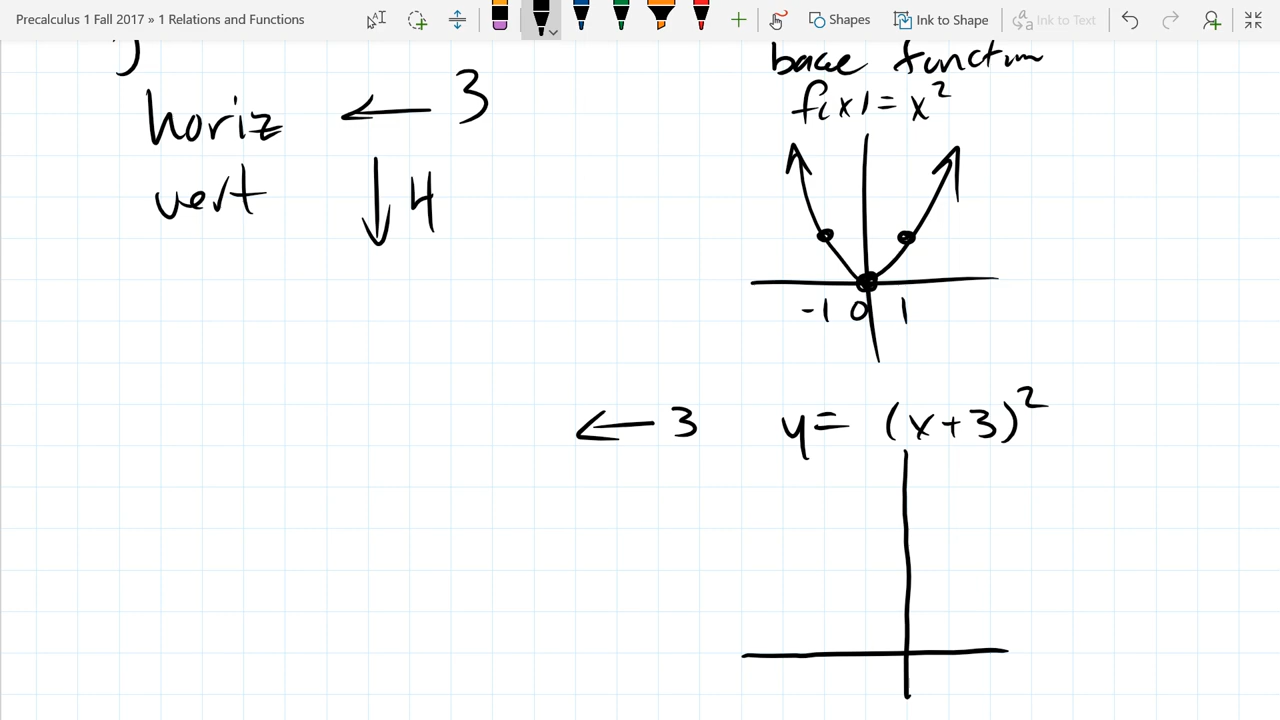 Precalculus 1 Fall 2017 » 1 Relations and Functions
Shapes
Ink to Shape
Ink to Text
horiz ← 3
vert ↓ 4
base function
f(x)=x²
-1 0 1
← 3 y= (x+3)²